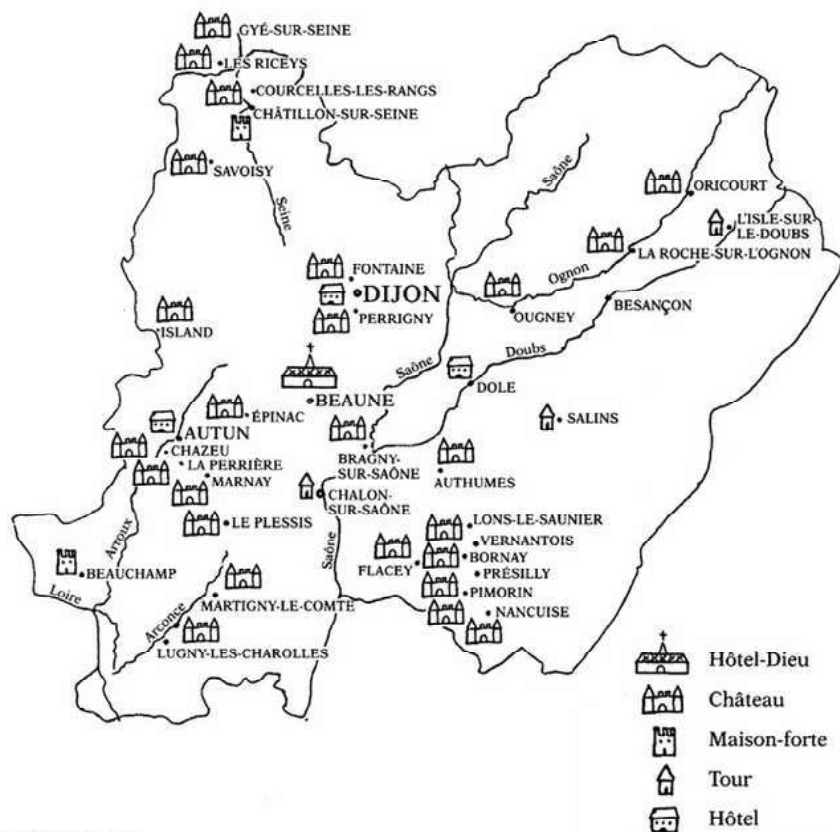 GYÉ-SUR-SEINE
LES RICEYS
COURCELLES-LES-RANGS
CHÂTILLON-SUR-SEINE
SAVOISY
Seine
Saône
ORICOURT
L'ISLE-SUR-
LE-DOUBS
LA ROCHE-SUR-L'OGNON
Ognon
FONTAINE
DIJON
PERRIGNY
OUGNEY
BESANÇON
ISLAND
Doubs
Saône
DOLE
BEAUNE
ÉPINAC
SALINS
AUTUN
CHAZEU
LA PERRIÈRE
MARNAY
BRAGNY-
SUR-SAÔNE
AUTHUMES
CHALON-
SUR-SAÔNE
LE PLESSIS
LONS-LE-SAUNIER
VERNANTOIS
BORNAY
FLACEY
PRÉSILLY
PIMORIN
NANCUISE
Arroux
Saône
BEAUCHAMP
Loire
MARTIGNY-LE-COMTE
Arconce
LUGNY-LES-CHAROLLES
Hôtel-Dieu
Château
Maison-forte
Tour
Hôtel